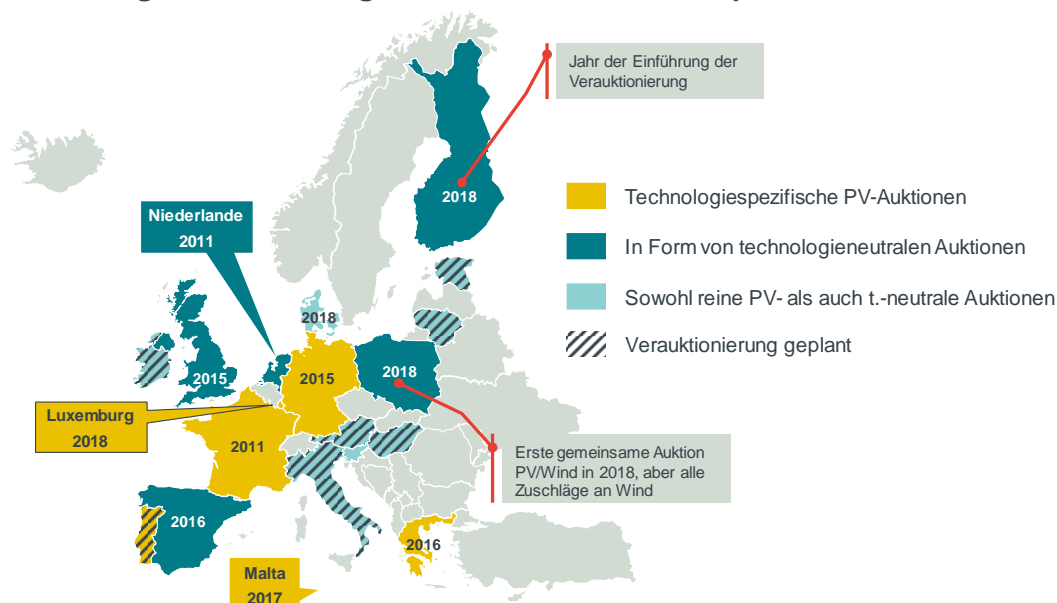 Jahr der Einführung der
Verauktionierung
2018
Technologiespezifische PV-Auktionen
Niederlande
2011
In Form von technologieneutralen Auktionen
Sowohl reine PV- als auch t.-neutrale Auktionen
2018
Verauktionierung geplant
2015
2015
2018
Luxemburg
2018
2011
Erste gemeinsame Auktion
PV/Wind in 2018, aber alle
Zuschläge an Wind
2016
2016
Malta
2017